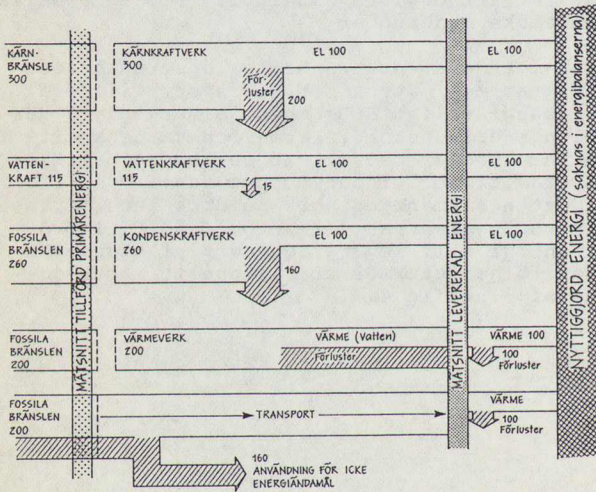 KÄRN-
BRÄNSLE
300
KÄRNKRAFTVERK
300
EL 100
EL 100
För-
luster
200
VATTEN-
KRAFT 115
VATTENKRAFTVERK
115
EL 100
EL 100
15
FOSSILA
BRÄNSLEN
260
KONDENSKRAFTVERK
260
EL 100
EL 100
160
FOSSILA
BRÄNSLEN
200
VÄRMEVERK
200
VÄRME (Vatten)
Förluster
VÄRME 100
100
Förluster
FOSSILA
BRÄNSLEN
200
TRANSPORT
VÄRME
100
Förluster
160
ANVÄNDNING FÖR ICKE
ENERGIÄNDAMÅL
MÄTSNITT TILLFÖRD PRIMÄRENERGI
MÄTSNITT LEVERERAD ENERGI
NYTTIGGJORD ENERGI (saknas i energibalanserna)